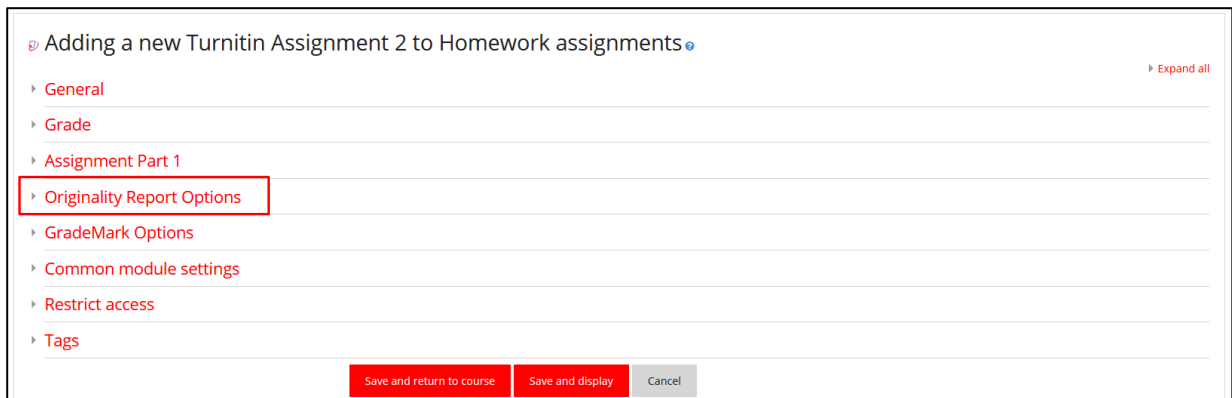 Adding a new Turnitin Assignment 2 to Homework assignments
Expand all
General
Grade
Assignment Part 1
Originality Report Options
GradeMark Options
Common module settings
Restrict access
Tags
Save and return to course Save and display Cancel